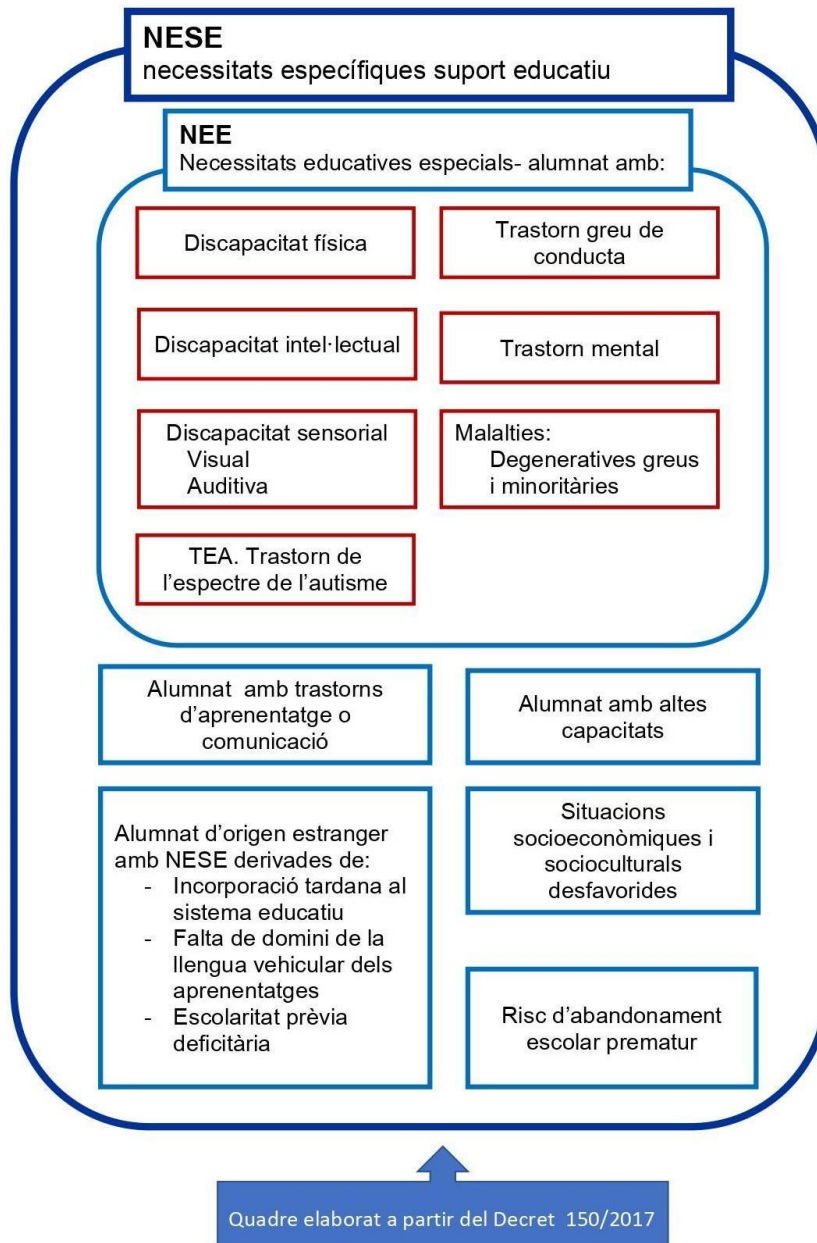 NESE
necessitats específiques suport educatiu
NEE
Necessitats educatives especials- alumnat amb:
Discapacitat física
Trastorn greu de
conducta
Discapacitat intel·lectual
Trastorn mental
Discapacitat sensorial
Visual
Auditiva
Malalties:
Degeneratives greus
i minoritàries
TEA. Trastorn de
l’espectre de l’autisme
Alumnat amb trastorns
d’aprenentatge o
comunicació
Alumnat amb altes
capacitats
Alumnat d’origen estranger
amb NESE derivades de:
- Incorporació tardana al
sistema educatiu
- Falta de domini de la
llengua vehicular dels
aprenentatges
- Escolaritat prèvia
deficitària
Situacions
socioeconòmiques i
socioculturals
desfavorides
Risc d’abandonament
escolar prematur
Quadre elaborat a partir del Decret 150/2017